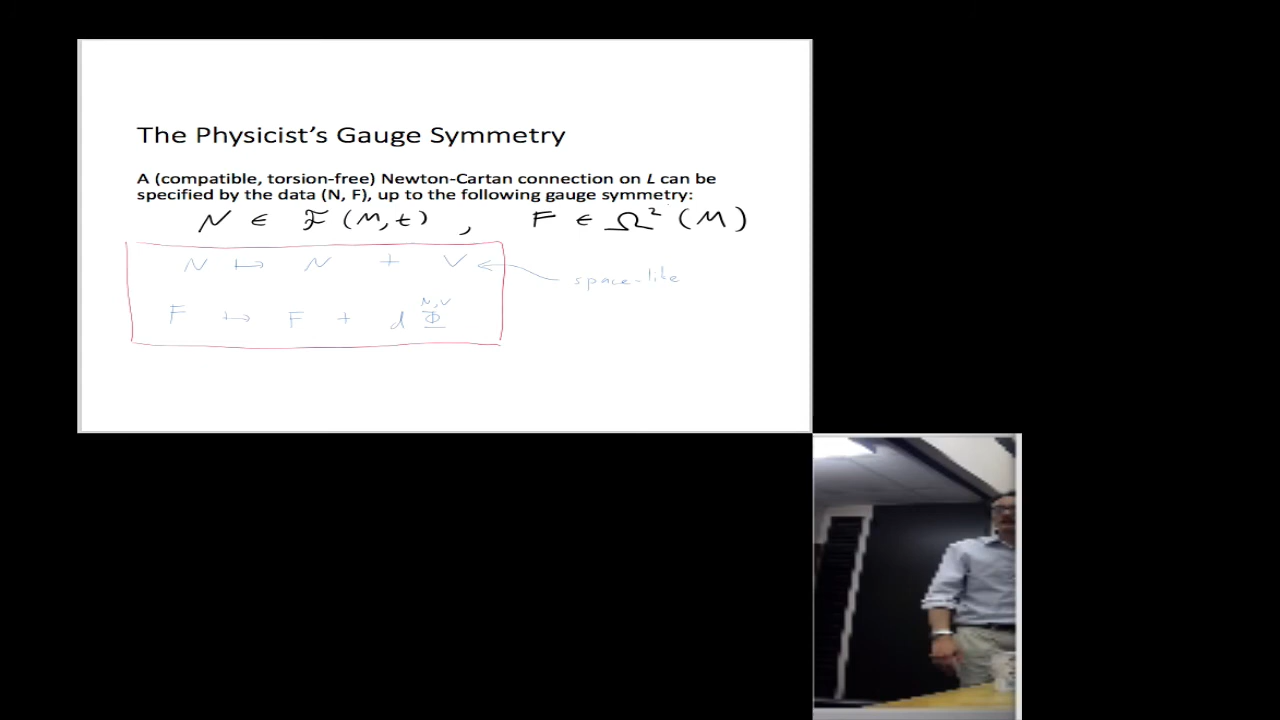 The Physicist's Gauge Symmetry
A (compatible, torsion-free) Newton-Cartan connection on L can be
specified by the data (N, F), up to the following gauge symmetry:
N ∈ ℱ (M, t) , F ∈ Ω² (M)
N ↦ N + V ← space-like
F ↦ F + d Φ^{N,V}